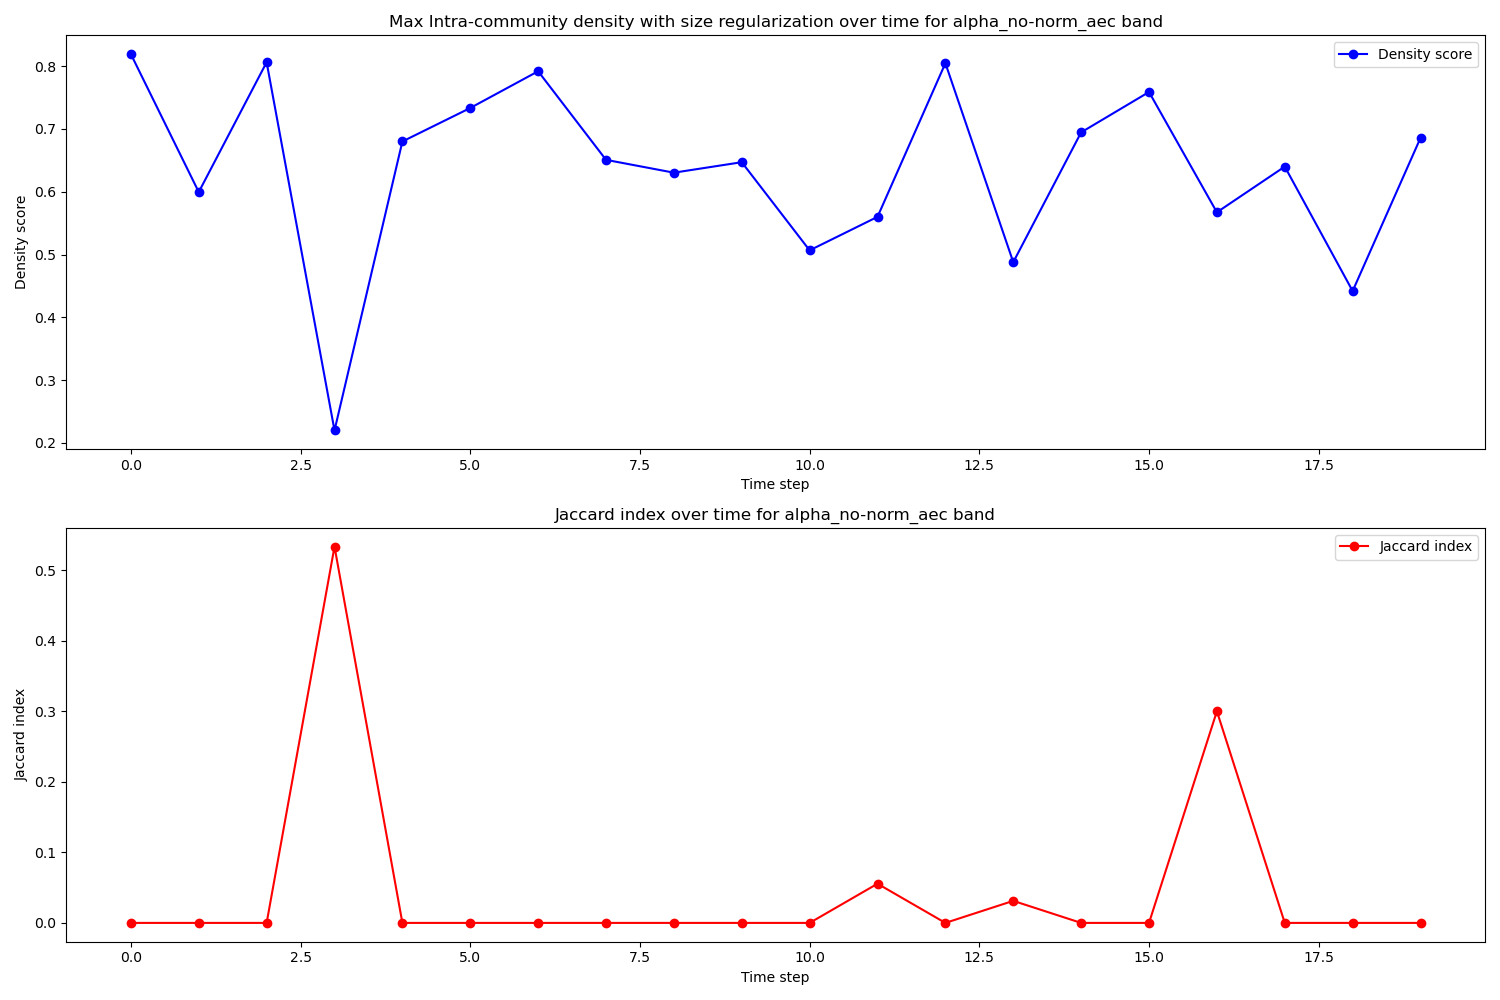 Max Intra-community density with size regularization over time for alpha_no-norm_aec band
Density score
0.8
0.7
0.6
0.5
0.4
0.3
0.2
Density score
0.0 2.5 5.0 7.5 10.0 12.5 15.0 17.5
Time step
Jaccard index over time for alpha_no-norm_aec band
Jaccard index
0.5
0.4
0.3
0.2
0.1
0.0
Jaccard index
0.0 2.5 5.0 7.5 10.0 12.5 15.0 17.5
Time step